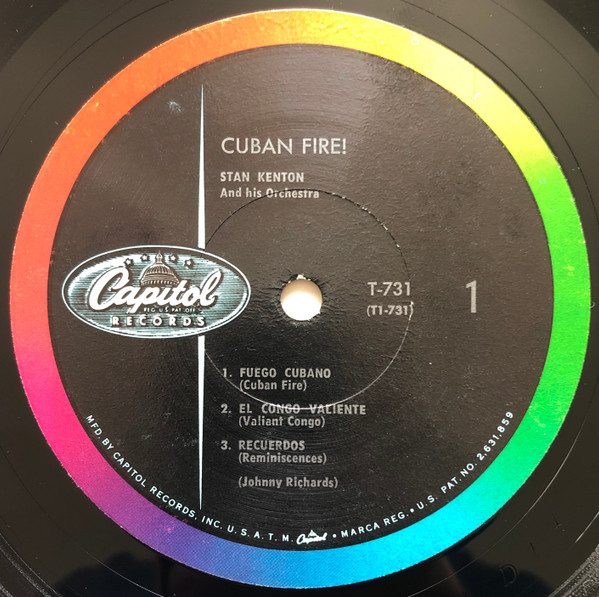 CUBAN FIRE!
STAN KENTON
And his Orchestra
Capitol
REG. U.S. PAT. OFF.
RECORDS
T-731
(T1-731)
1
1. FUEGO CUBANO
(Cuban Fire)
2. EL CONGO VALIENTE
(Valiant Congo)
3. RECUERDOS
(Reminiscences)
(Johnny Richards)
MFD BY CAPITOL RECORDS, INC. U.S.A. T.M. Capitol • MARCA REG. • U.S. PAT. NO. 2,631,859